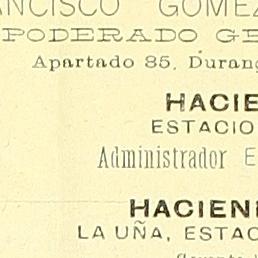 ANCISCO GOMEZ
PODERADO GE
Apartado 85, Durang
HACIE
ESTACIO
Administrador E
HACIEN
LA UÑA, ESTAC